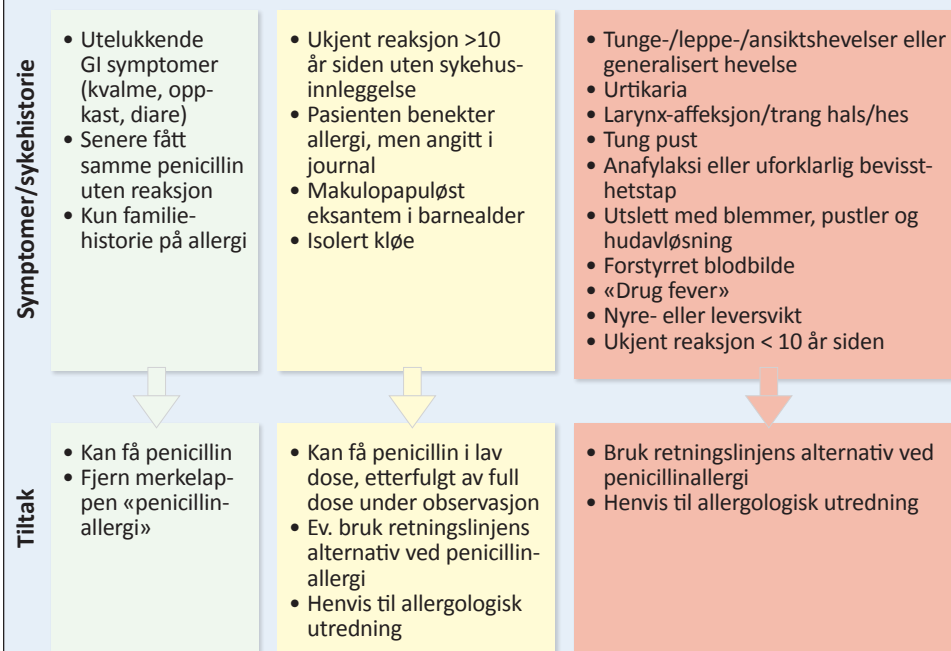 Symptomer/sykehistorie
• Utelukkende
GI symptomer
(kvalme, opp-
kast, diare)
• Senere fått
samme penicillin
uten reaksjon
• Kun familie-
historie på allergi
• Ukjent reaksjon >10
år siden uten sykehus-
innleggelse
• Pasienten benekter
allergi, men angitt i
journal
• Makulopapuløst
eksantem i barnealder
• Isolert kløe
• Tunge-/leppe-/ansiktshevelser eller
generalisert hevelse
• Urtikaria
• Larynx-affeksjon/trang hals/hes
• Tung pust
• Anafylaksi eller uforklarlig bevisst-
hetstap
• Utslett med blemmer, pustler og
hudavløsning
• Forstyrret blodbilde
• «Drug fever»
• Nyre- eller leversvikt
• Ukjent reaksjon < 10 år siden
Tiltak
• Kan få penicillin
• Fjern merkelap-
pen «penicillin-
allergi»
• Kan få penicillin i lav
dose, etterfulgt av full
dose under observasjon
• Ev. bruk retningslinjens
alternativ ved penicillin-
allergi
• Henvis til allergologisk
utredning
• Bruk retningslinjens alternativ ved
penicillinallergi
• Henvis til allergologisk utredning